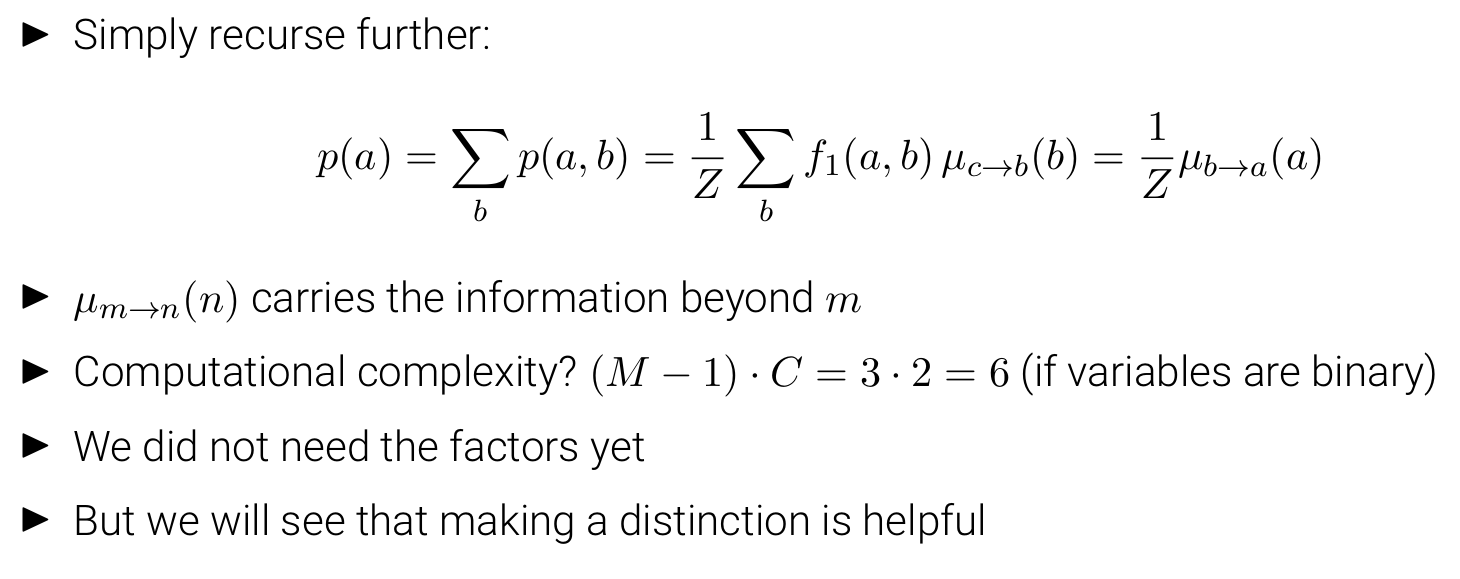 ► Simply recurse further:
p(a) = ∑_b p(a, b) = 1/Z ∑_b f₁(a, b) μ_{c→b}(b) = 1/Z μ_{b→a}(a)
► μ_{m→n}(n) carries the information beyond m
► Computational complexity? (M − 1) · C = 3 · 2 = 6 (if variables are binary)
► We did not need the factors yet
► But we will see that making a distinction is helpful